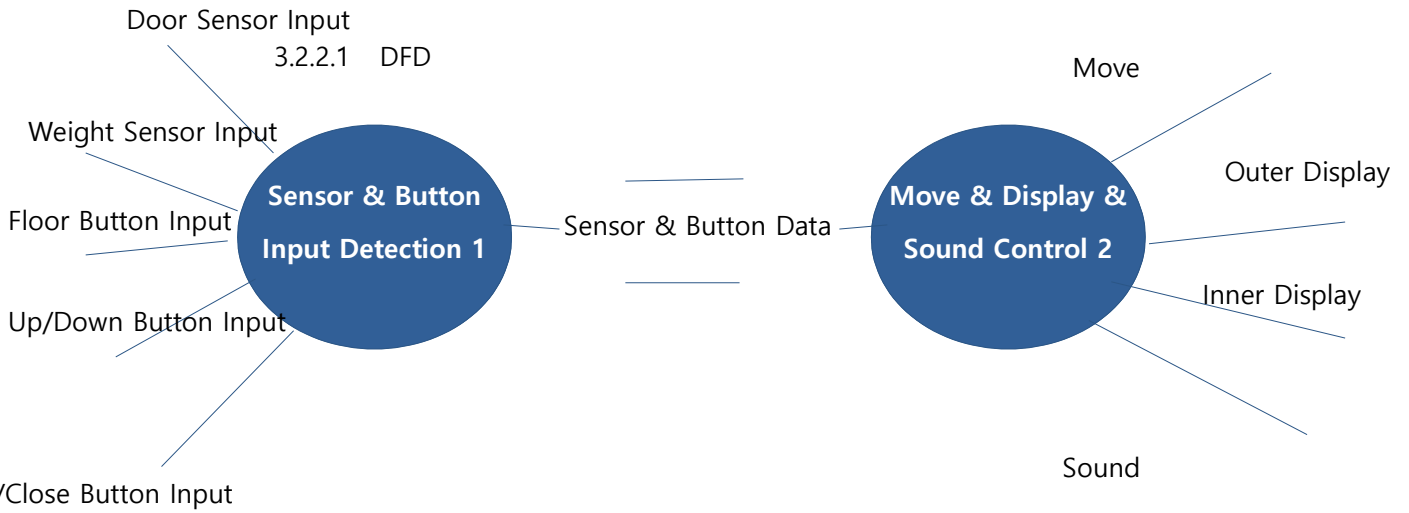 Door Sensor Input
3.2.2.1 DFD
Move
Weight Sensor Input
Outer Display
Sensor & Button
Input Detection 1
Move & Display &
Sound Control 2
Floor Button Input
Sensor & Button Data
Inner Display
Up/Down Button Input
Sound
/Close Button Input